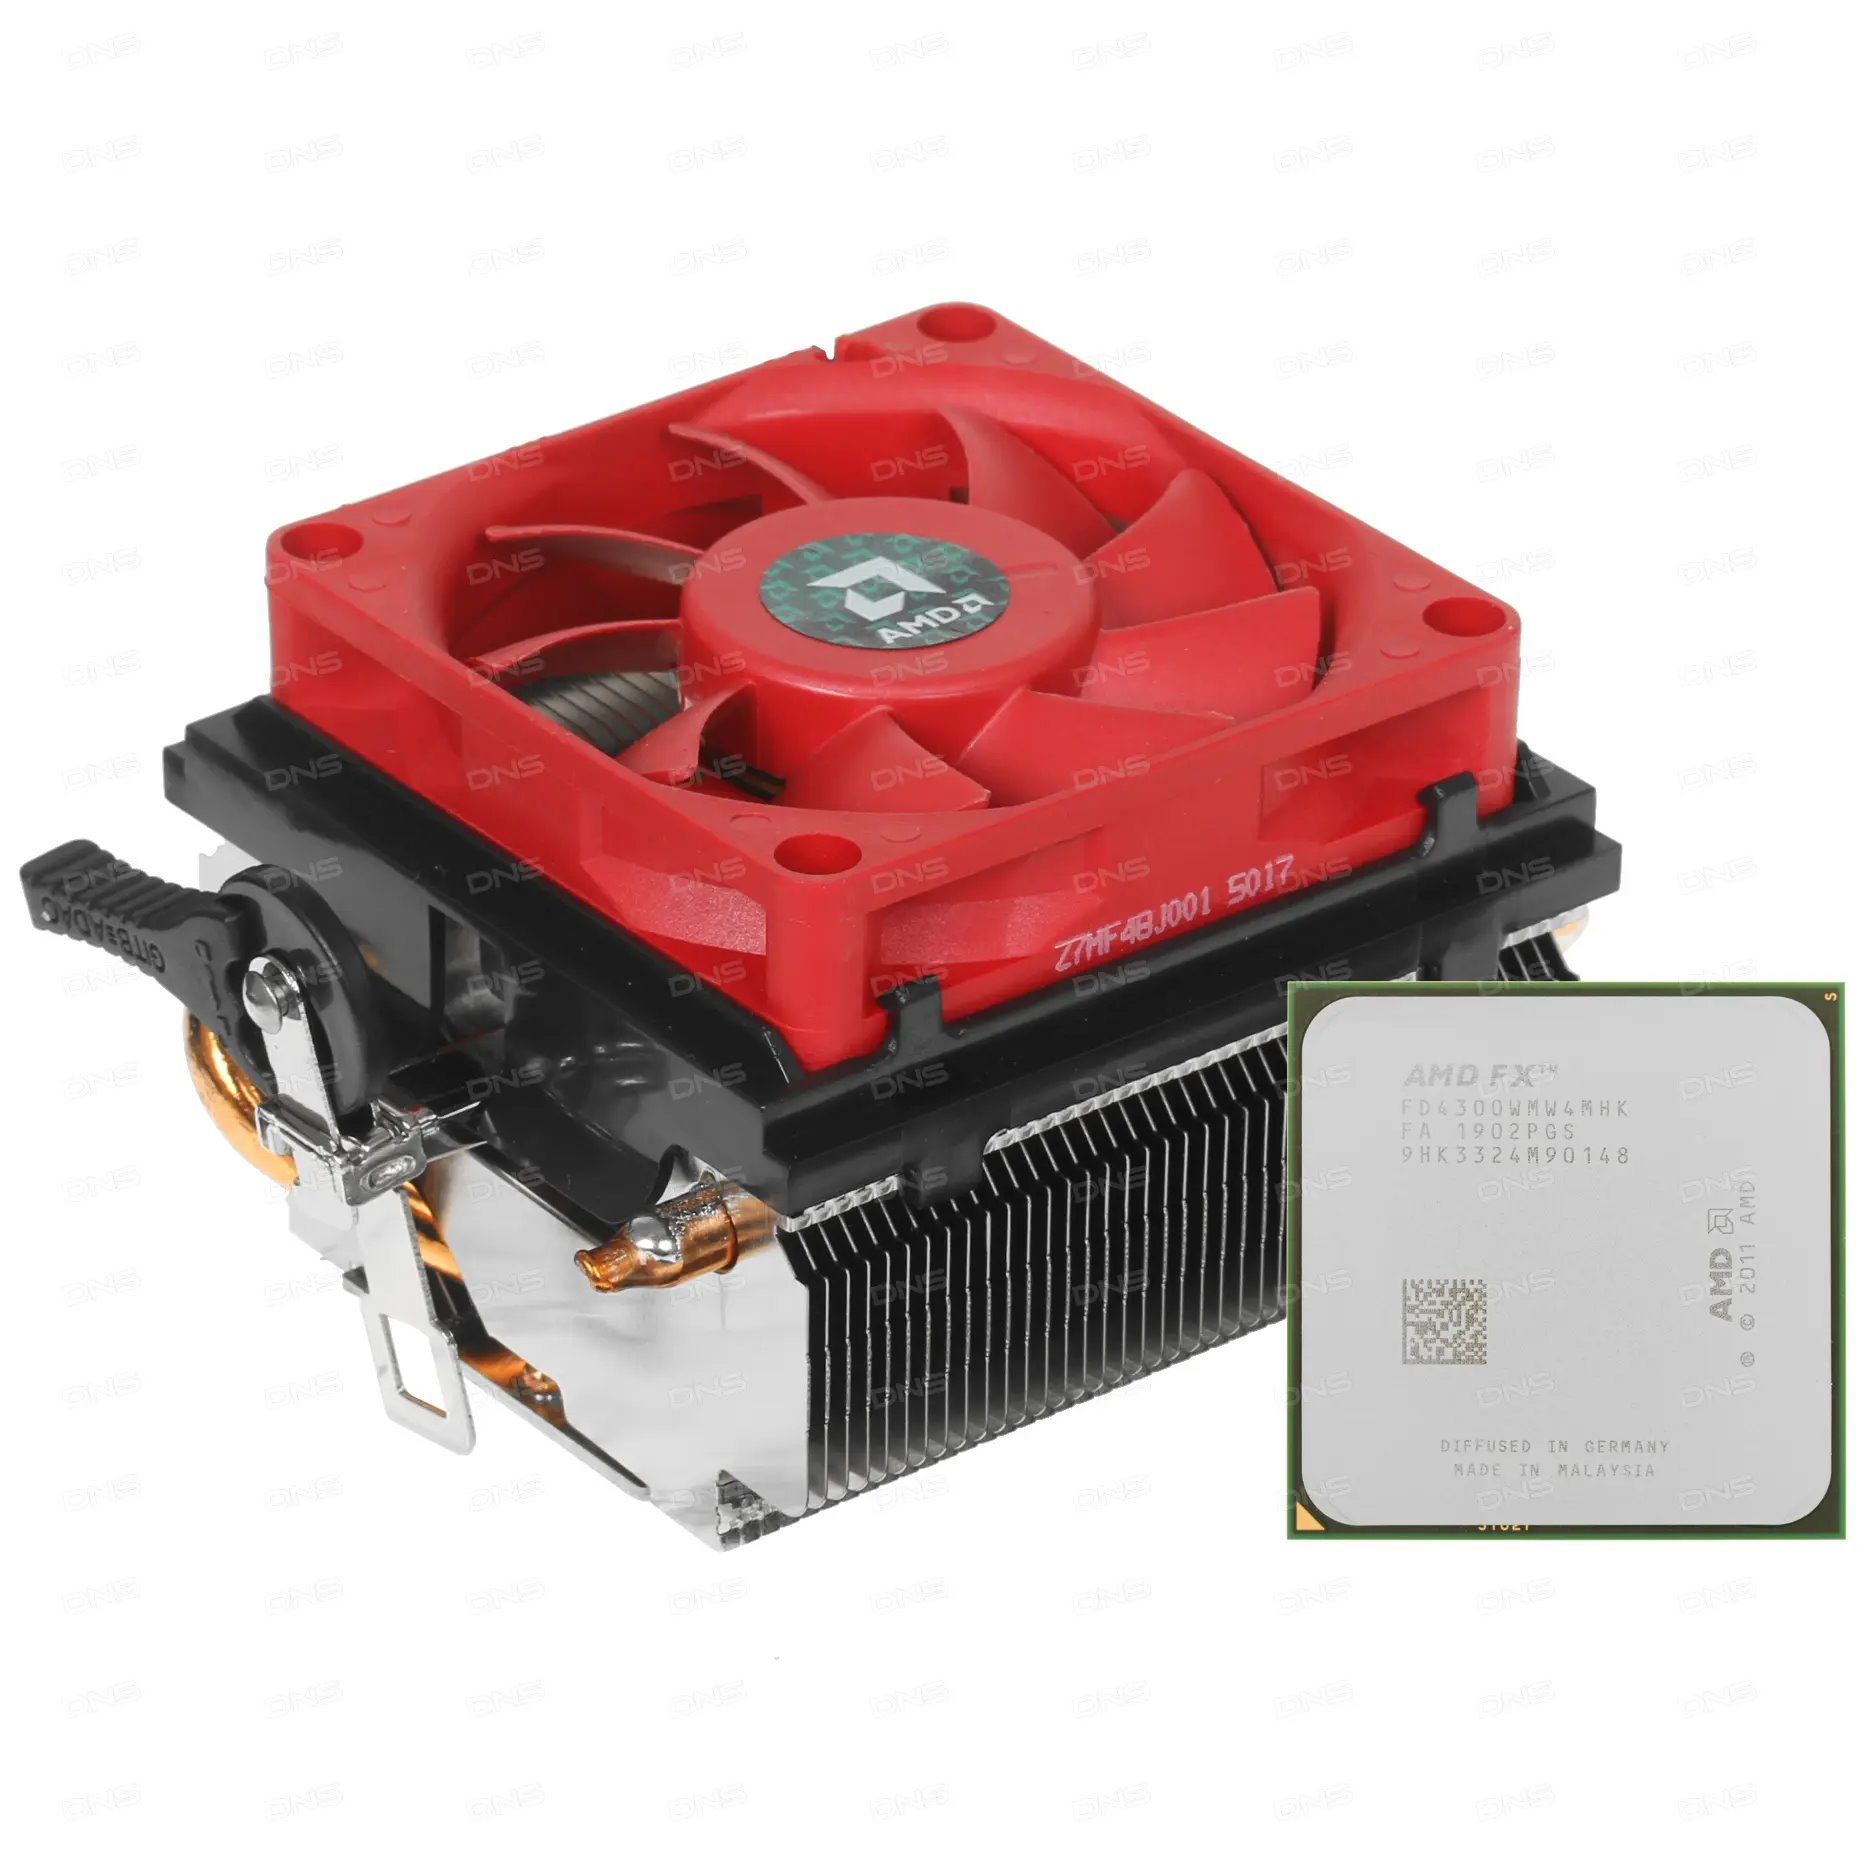 AMD
Z7MF4BJ001 5017
AMD FX™
FD4300WMW4MHK
FA 1902PGS
9HK3324M90148
AMD
© 2011 AMD
DIFFUSED IN GERMANY
MADE IN MALAYSIA
S
DNS